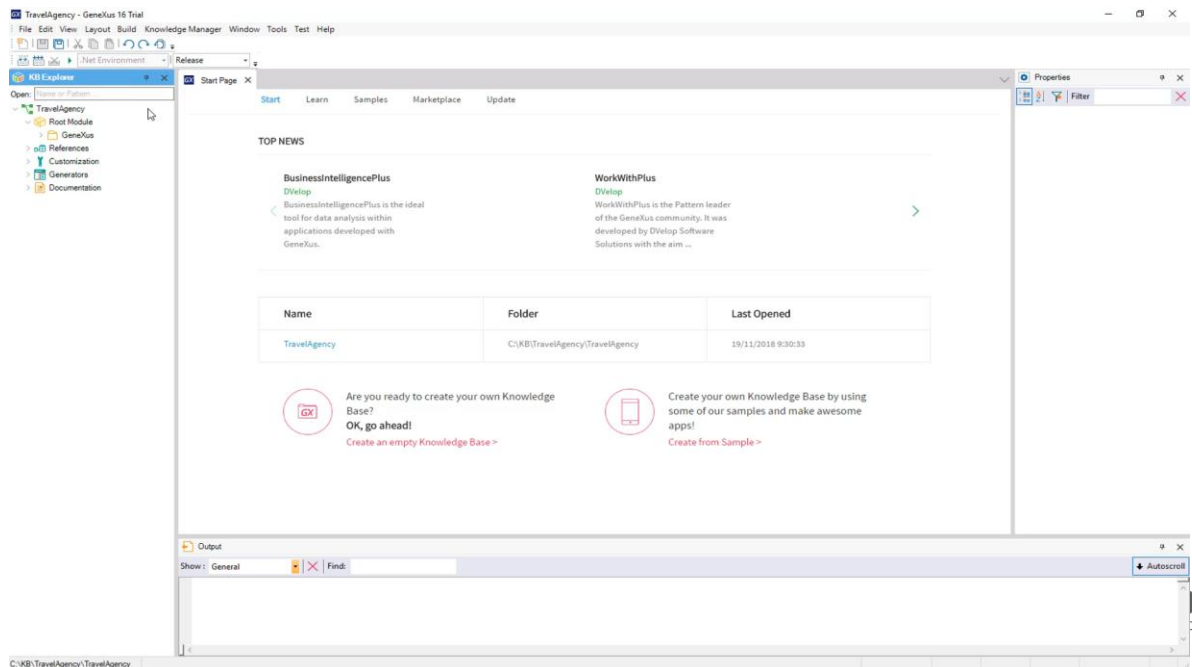 TravelAgency - GeneXus 16 Trial
File Edit View Layout Build Knowledge Manager Window Tools Test Help
.Net Environment Release
KB Explorer
Open: Name or Pattern ...
TravelAgency
Root Module
GeneXus
References
Customization
Generators
Documentation
Start Page
Start Learn Samples Marketplace Update
TOP NEWS
BusinessIntelligencePlus
DVelop
BusinessIntelligencePlus is the ideal
tool for data analysis within
applications developed with
GeneXus.
WorkWithPlus
DVelop
WorkWithPlus is the Pattern leader
of the GeneXus community. It was
developed by DVelop Software
Solutions with the aim ...
Name Folder Last Opened
TravelAgency C:\KB\TravelAgency\TravelAgency 19/11/2018 9:30:33
GX
Are you ready to create your own Knowledge
Base?
OK, go ahead!
Create an empty Knowledge Base >
Create your own Knowledge Base by using
some of our samples and make awesome
apps!
Create from Sample >
Properties
Filter
Output
Show: General Find: Autoscroll
C:\KB\TravelAgency\TravelAgency